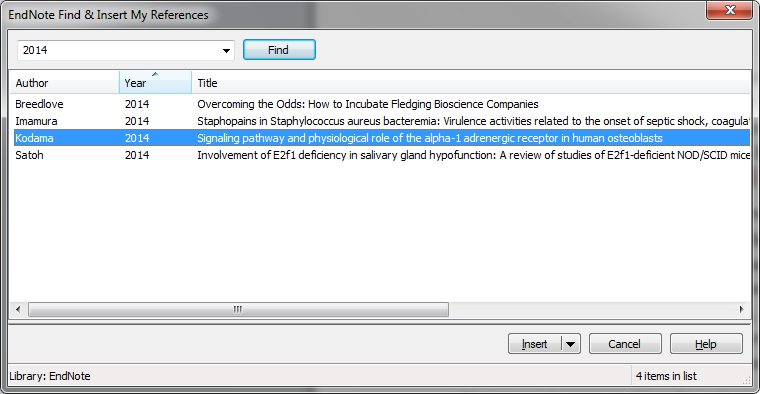 EndNote Find & Insert My References
2014 Find
Author Year Title
Breedlove 2014 Overcoming the Odds: How to Incubate Fledging Bioscience Companies
Imamura 2014 Staphopains in Staphylococcus aureus bacteremia: Virulence activities related to the onset of septic shock, coagula
Kodama 2014 Signaling pathway and physiological role of the alpha-1 adrenergic receptor in human osteoblasts
Satoh 2014 Involvement of E2f1 deficiency in salivary gland hypofunction: A review of studies of E2f1-deficient NOD/SCID mice
Insert Cancel Help
Library: EndNote 4 items in list